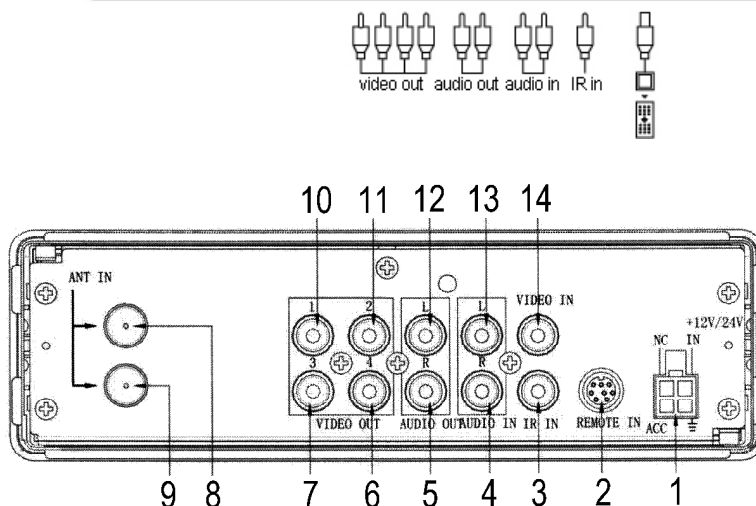 video out audio out audio in IR in
10 11 12 13 14
ANT IN
1 2 L L VIDEO IN
+12V/24V
NC IN
3 4 R R
VIDEO OUT AUDIO OUT AUDIO IN IR IN REMOTE IN ACC
9 8 7 6 5 4 3 2 1